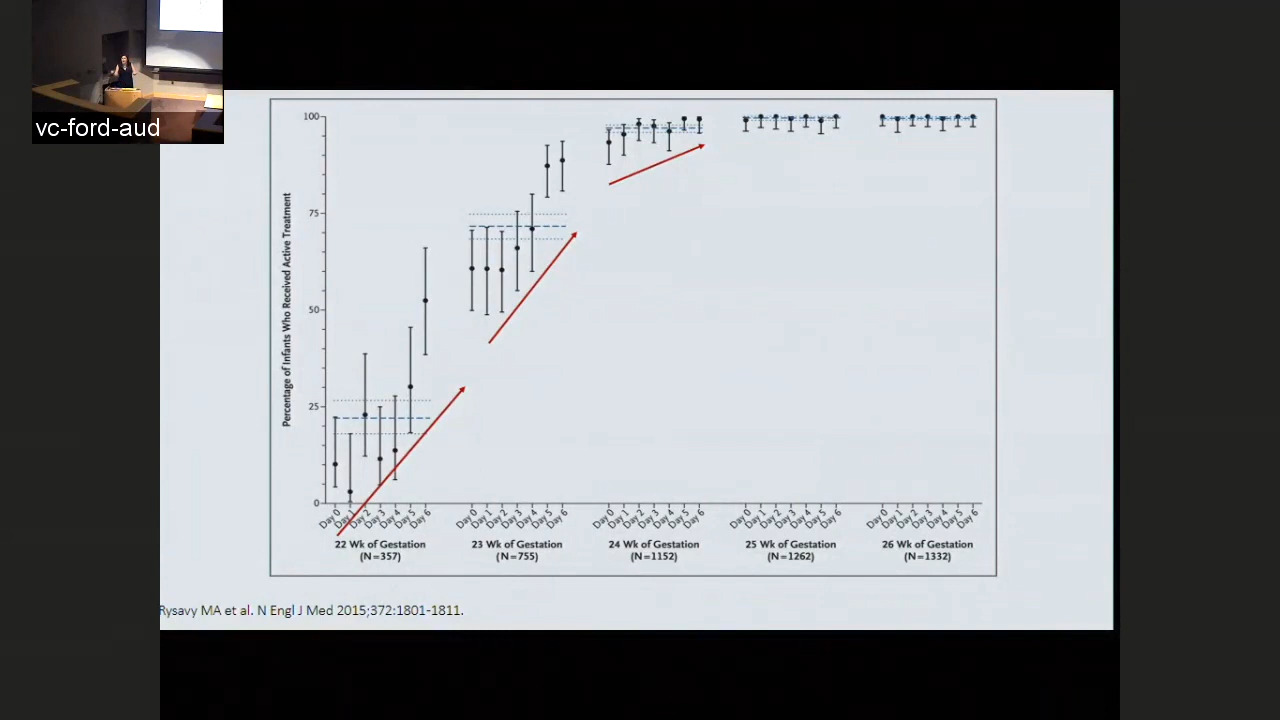 vc-ford-aud
Percentage of Infants Who Received Active Treatment
100
75
50
25
0
Day 0
Day 1
Day 2
Day 3
Day 4
Day 5
Day 6
Day 0
Day 1
Day 2
Day 3
Day 4
Day 5
Day 6
Day 0
Day 1
Day 2
Day 3
Day 4
Day 5
Day 6
Day 0
Day 1
Day 2
Day 3
Day 4
Day 5
Day 6
Day 0
Day 1
Day 2
Day 3
Day 4
Day 5
Day 6
22 Wk of Gestation
(N=357)
23 Wk of Gestation
(N=755)
24 Wk of Gestation
(N=1152)
25 Wk of Gestation
(N=1262)
26 Wk of Gestation
(N=1332)
Rysavy MA et al. N Engl J Med 2015;372:1801-1811.